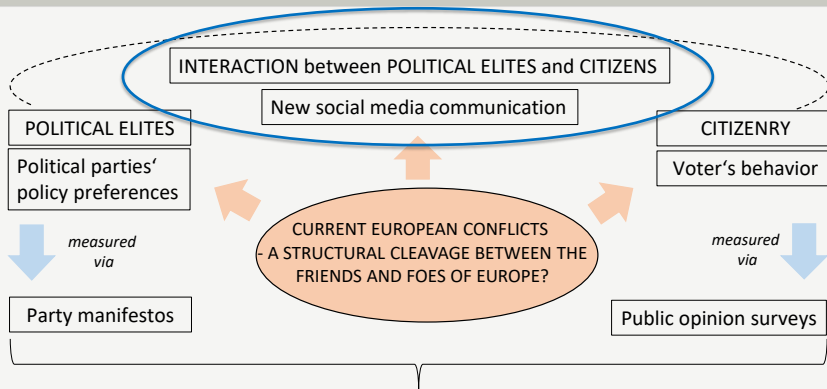 INTERACTION between POLITICAL ELITES and CITIZENS
New social media communication
POLITICAL ELITES
Political parties‘
policy preferences
CITIZENRY
Voter‘s behavior
CURRENT EUROPEAN CONFLICTS
- A STRUCTURAL CLEAVAGE BETWEEN THE
FRIENDS AND FOES OF EUROPE?
measured
via
measured
via
Party manifestos
Public opinion surveys